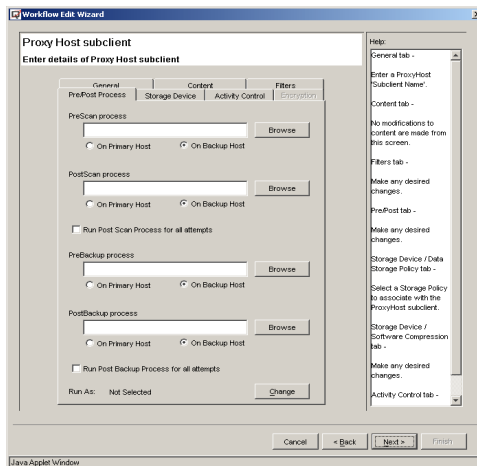 Workflow Edit Wizard
Proxy Host subclient
Enter details of Proxy Host subclient
General
Content
Filters
Pre/Post Process
Storage Device
Activity Control
Encryption
PreScan process
Browse
On Primary Host
On Backup Host
PostScan process
Browse
On Primary Host
On Backup Host
Run Post Scan Process for all attempts
PreBackup process
Browse
On Primary Host
On Backup Host
PostBackup process
Browse
On Primary Host
On Backup Host
Run Post Backup Process for all attempts
Run As: Not Selected
Change
Help:
General tab -
Enter a ProxyHost
'Subclient Name'.
Content tab -
No modifications to
content are made from
this screen.
Filters tab -
Make any desired
changes.
Pre/Post tab -
Make any desired
changes.
Storage Device / Data
Storage Policy tab -
Select a Storage Policy
to associate with the
ProxyHost subclient.
Storage Device /
Software Compression
tab -
Make any desired
changes.
Activity Control tab -
Cancel
< Back
Next >
Finish
Java Applet Window